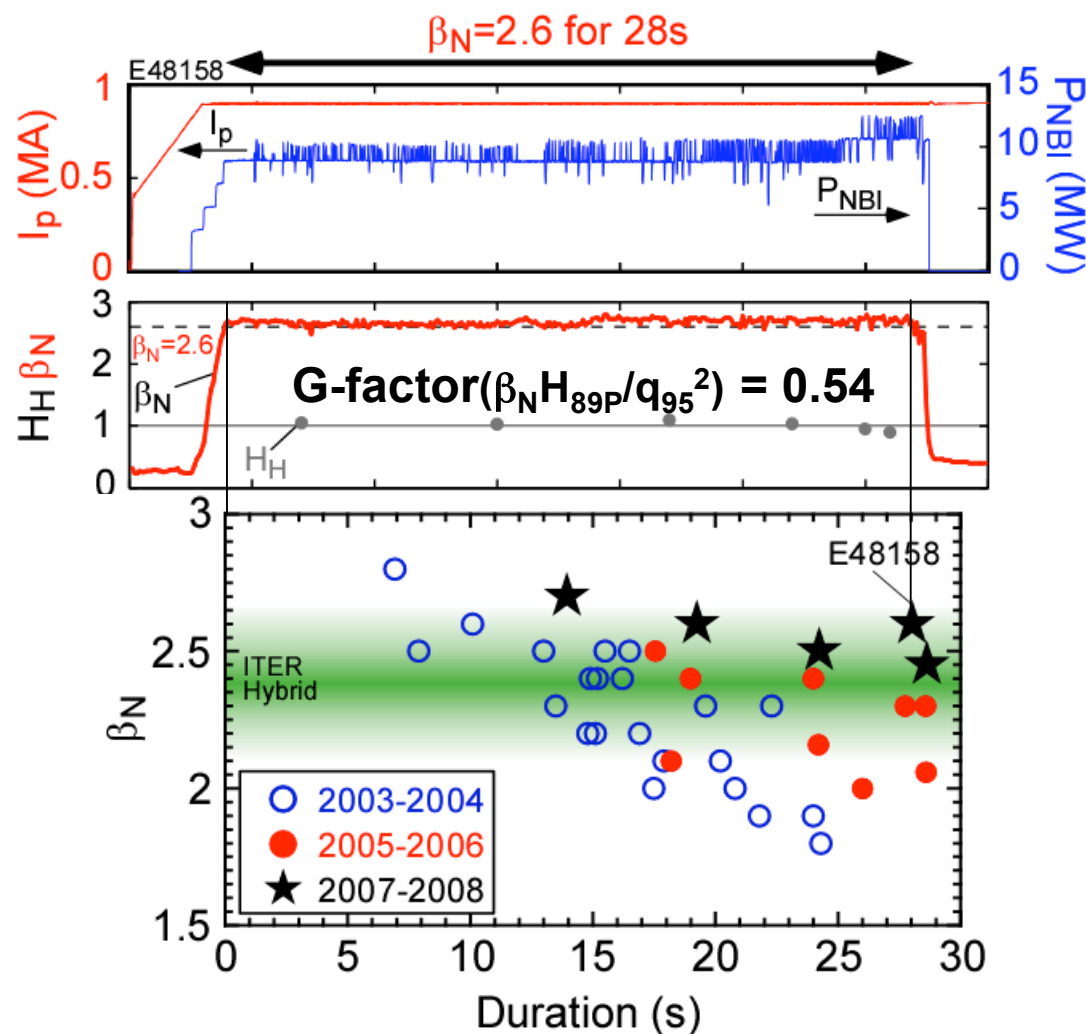 βN=2.6 for 28s
E48158
1
0.5
0
Ip (MA)
Ip
PNBI
15
10
5
0
PNBI (MW)
3
2
1
0
HH βN
βN=2.6
βN
G-factor(βNH89P/q95²) = 0.54
HH
3
2.5
2
1.5
βN
E48158
ITER
Hybrid
2003-2004
2005-2006
2007-2008
0 5 10 15 20 25 30
Duration (s)